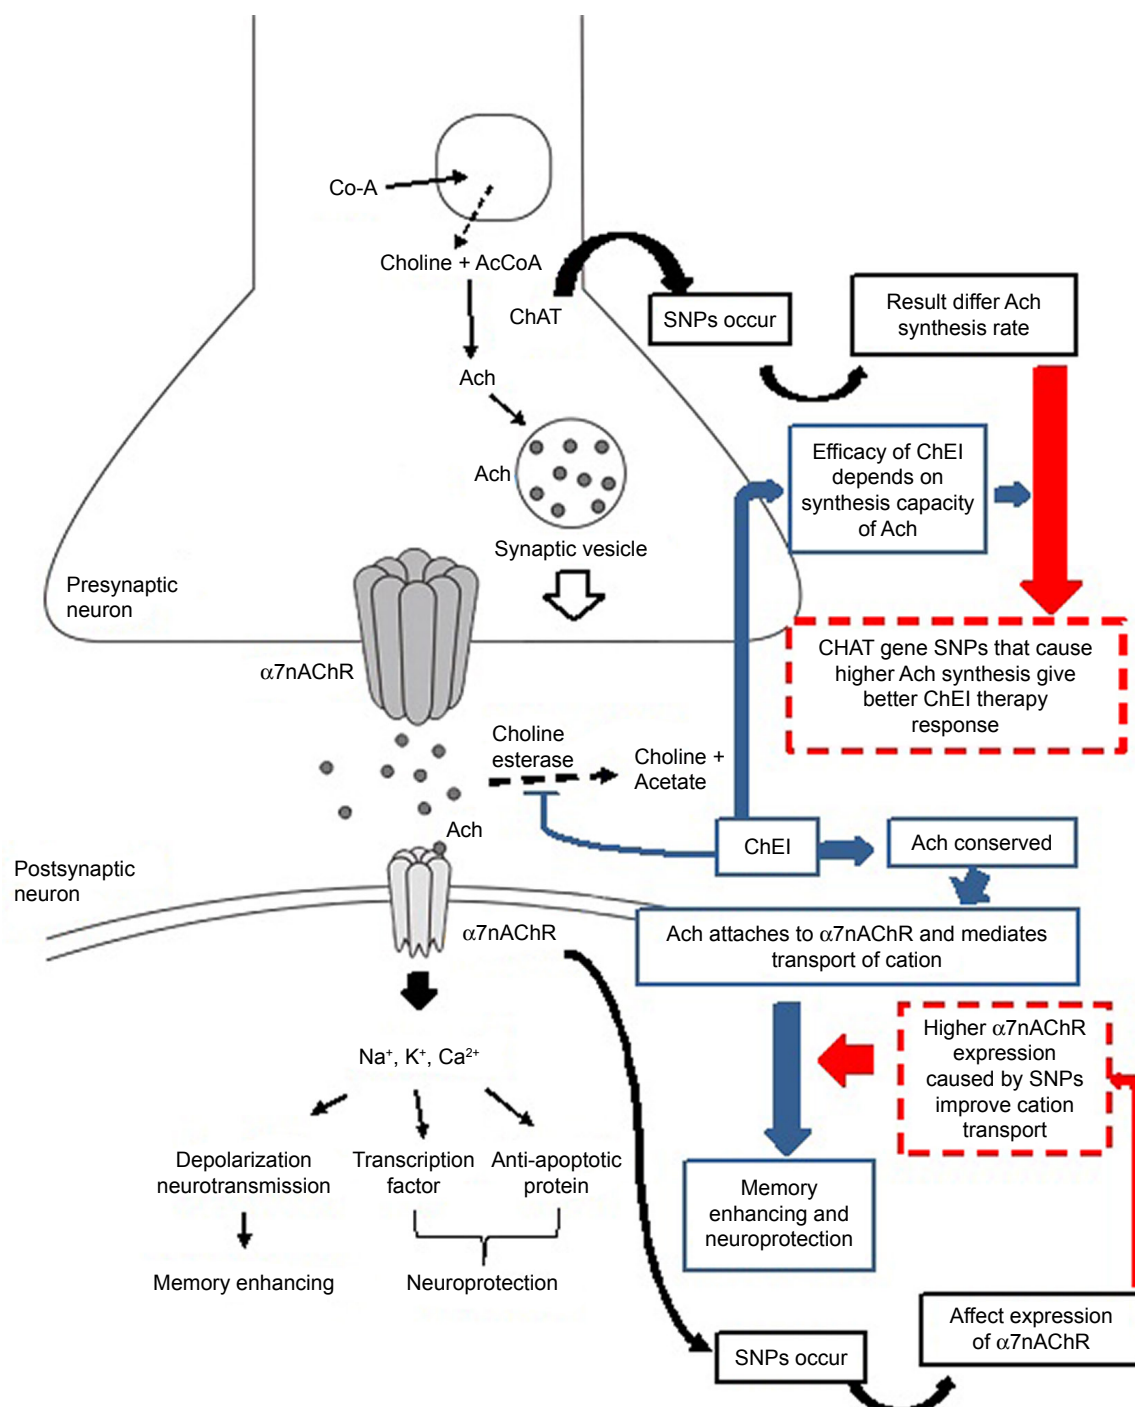 Co-A
Choline + AcCoA
ChAT
SNPs occur
Result differ Ach
synthesis rate
Ach
Ach
Synaptic vesicle
Efficacy of ChEI
depends on
synthesis capacity
of Ach
Presynaptic
neuron
α7nAChR
CHAT gene SNPs that cause
higher Ach synthesis give
better ChEI therapy
response
Choline
esterase
Choline +
Acetate
Ach
ChEI
Ach conserved
Postsynaptic
neuron
α7nAChR
Ach attaches to α7nAChR and mediates
transport of cation
Na⁺, K⁺, Ca²⁺
Higher α7nAChR
expression
caused by SNPs
improve cation
transport
Depolarization
neurotransmission
Transcription
factor
Anti-apoptotic
protein
Memory
enhancing and
neuroprotection
Memory enhancing
Neuroprotection
SNPs occur
Affect expression
of α7nAChR